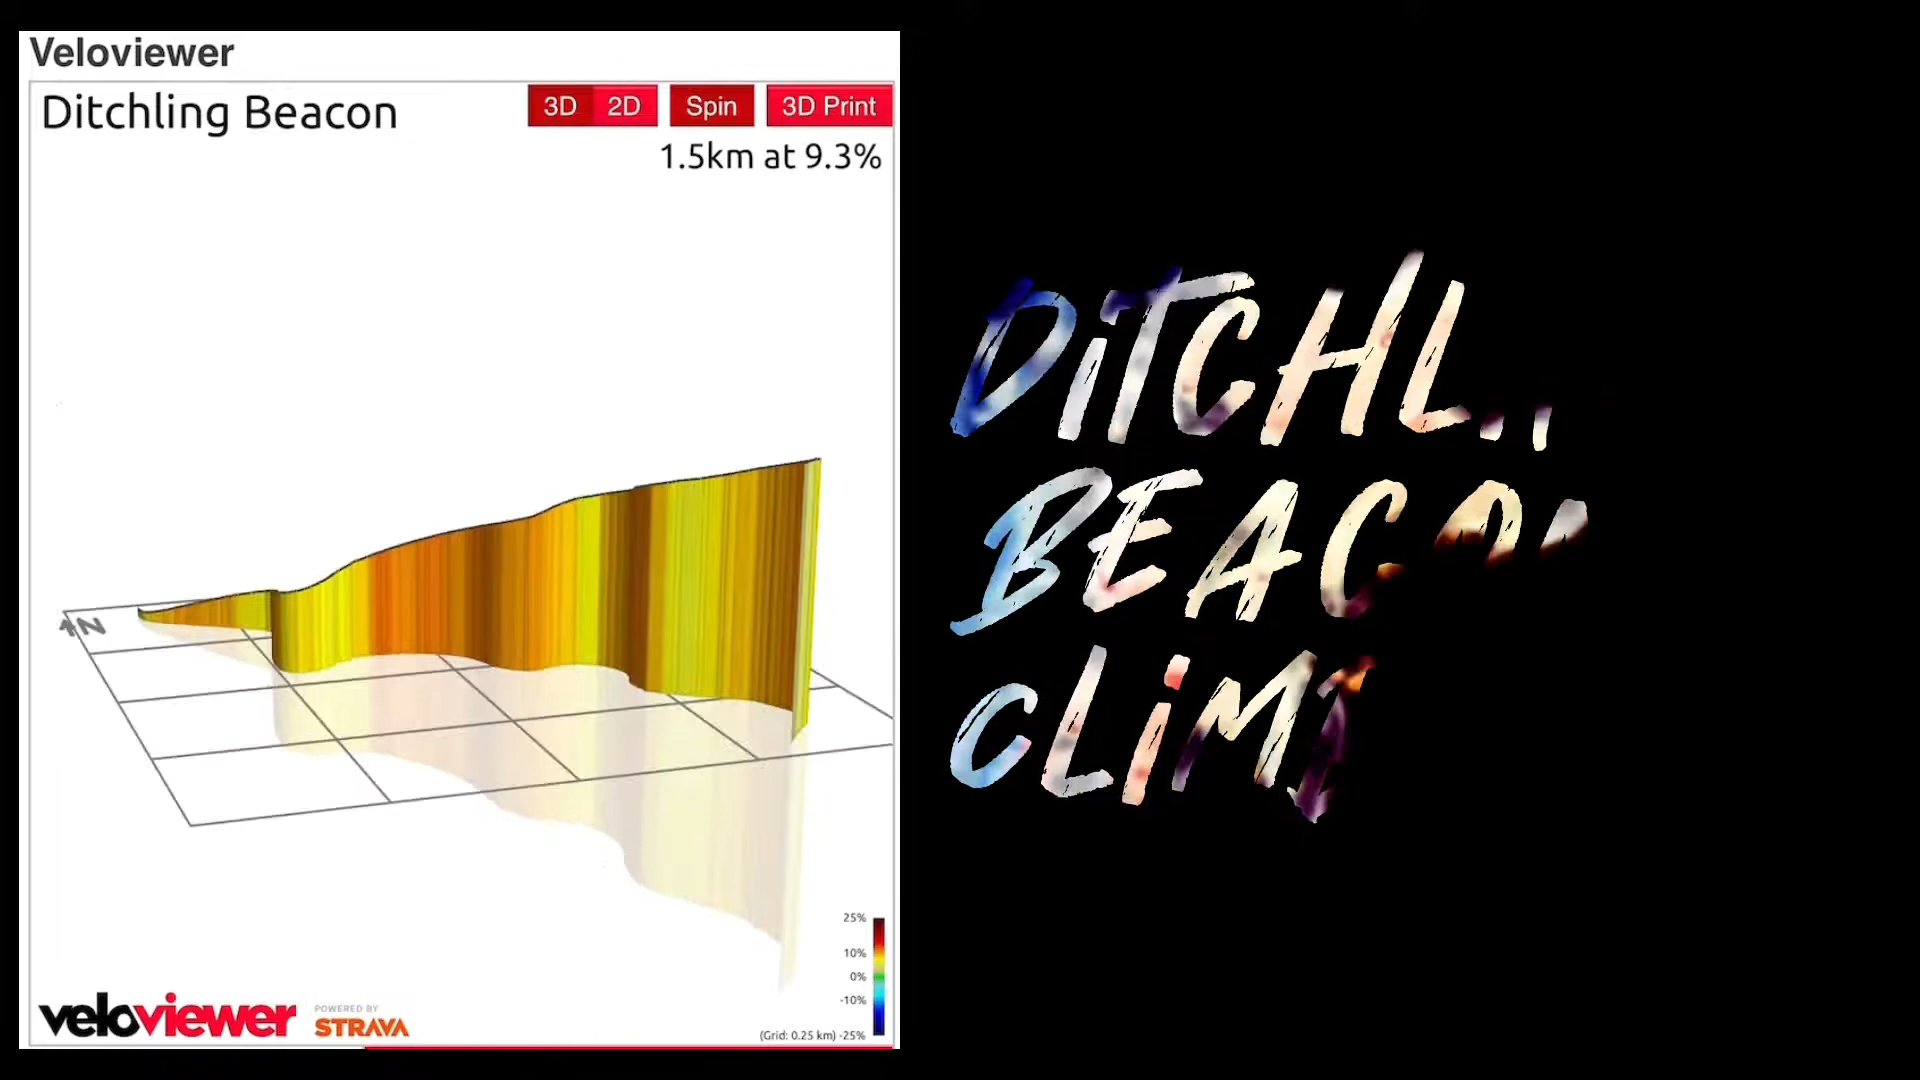 Veloviewer
Ditchling Beacon
3D 2D Spin 3D Print
1.5km at 9.3%
N
25%
10%
0%
-10%
(Grid: 0.25 km) -25%
veloviewer
POWERED BY
STRAVA
DiTCHL
BEACO
CLiM